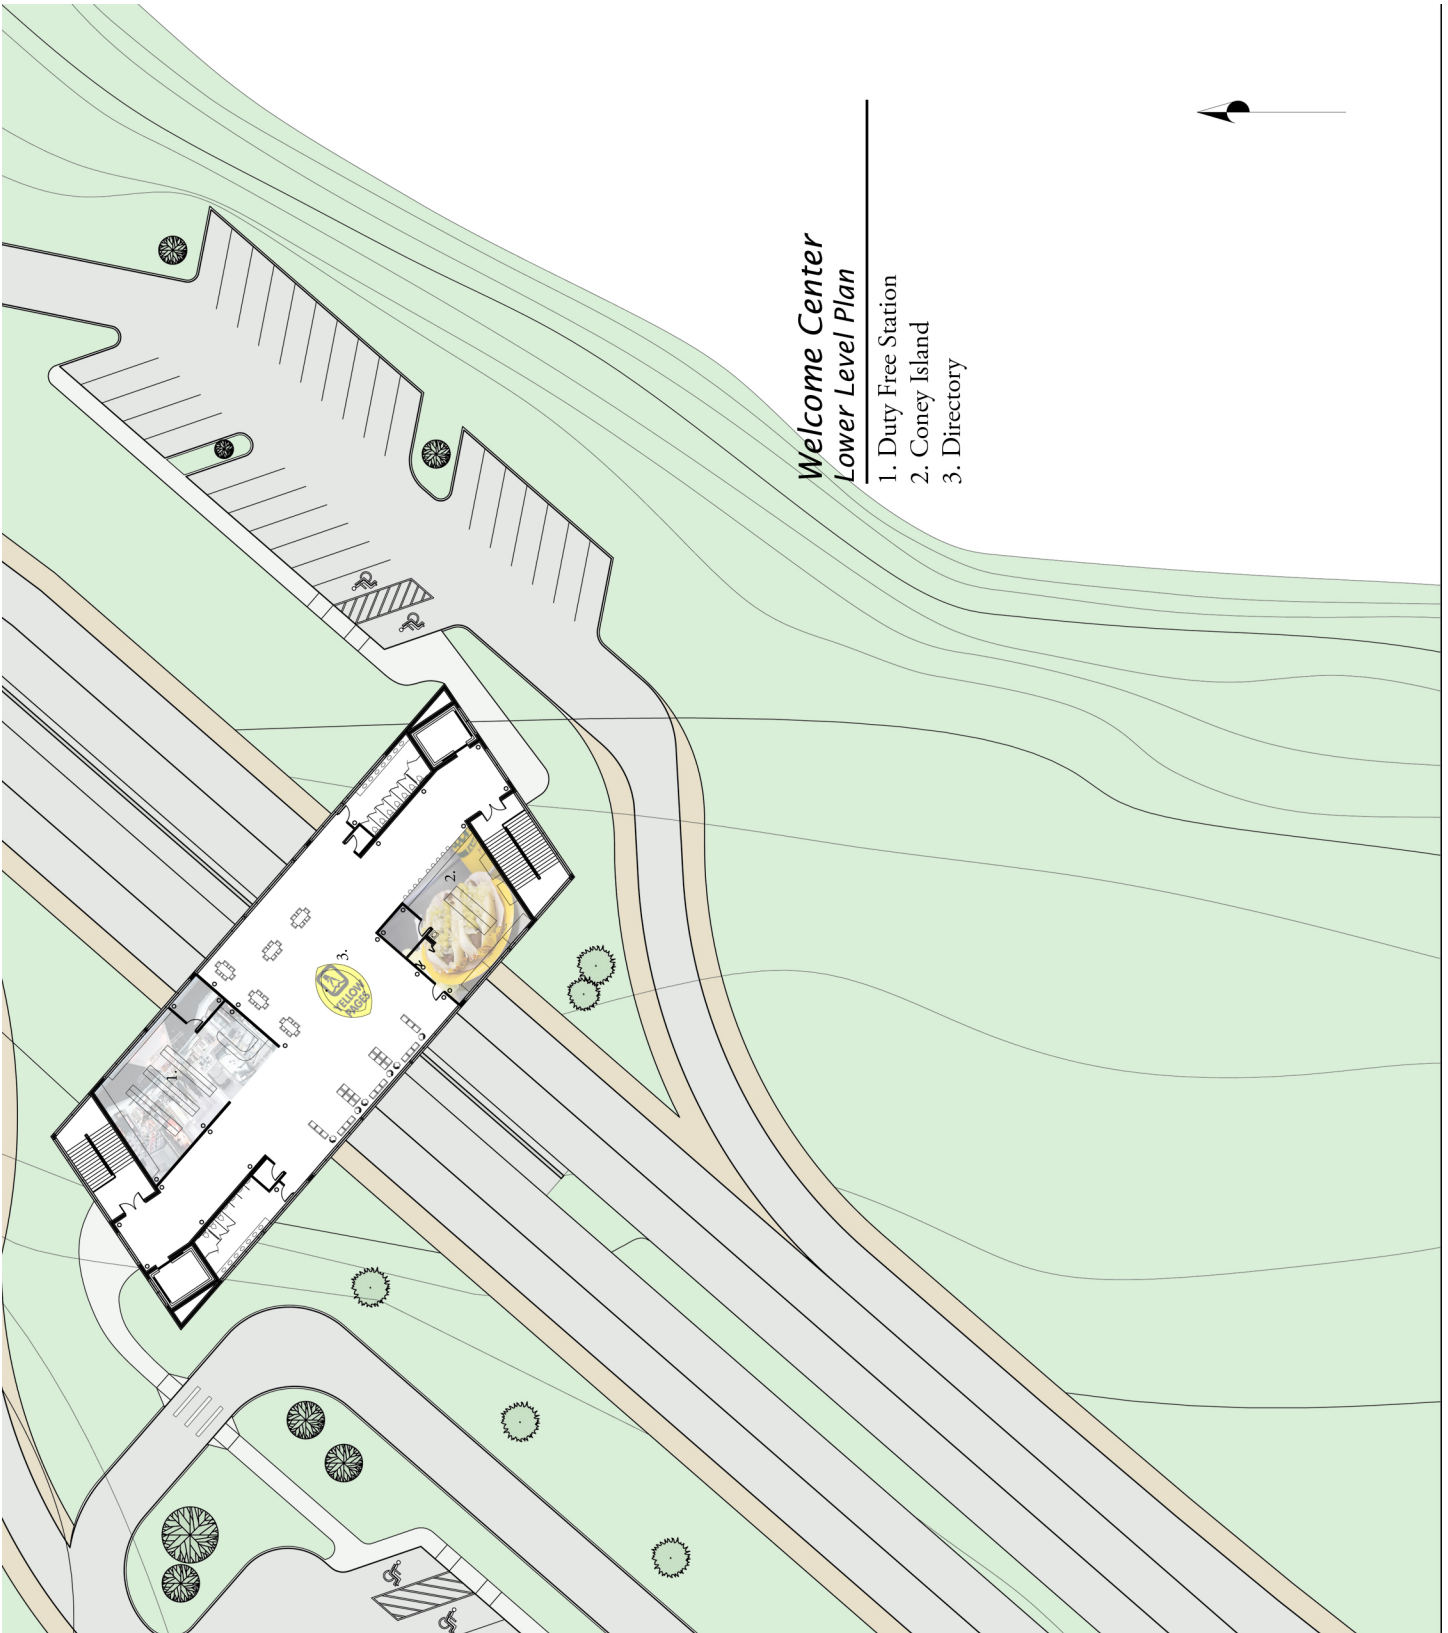 Welcome Center
Lower Level Plan
1. Duty Free Station
2. Coney Island
3. Directory
1.
2.
3.
YELLOW
PAGES